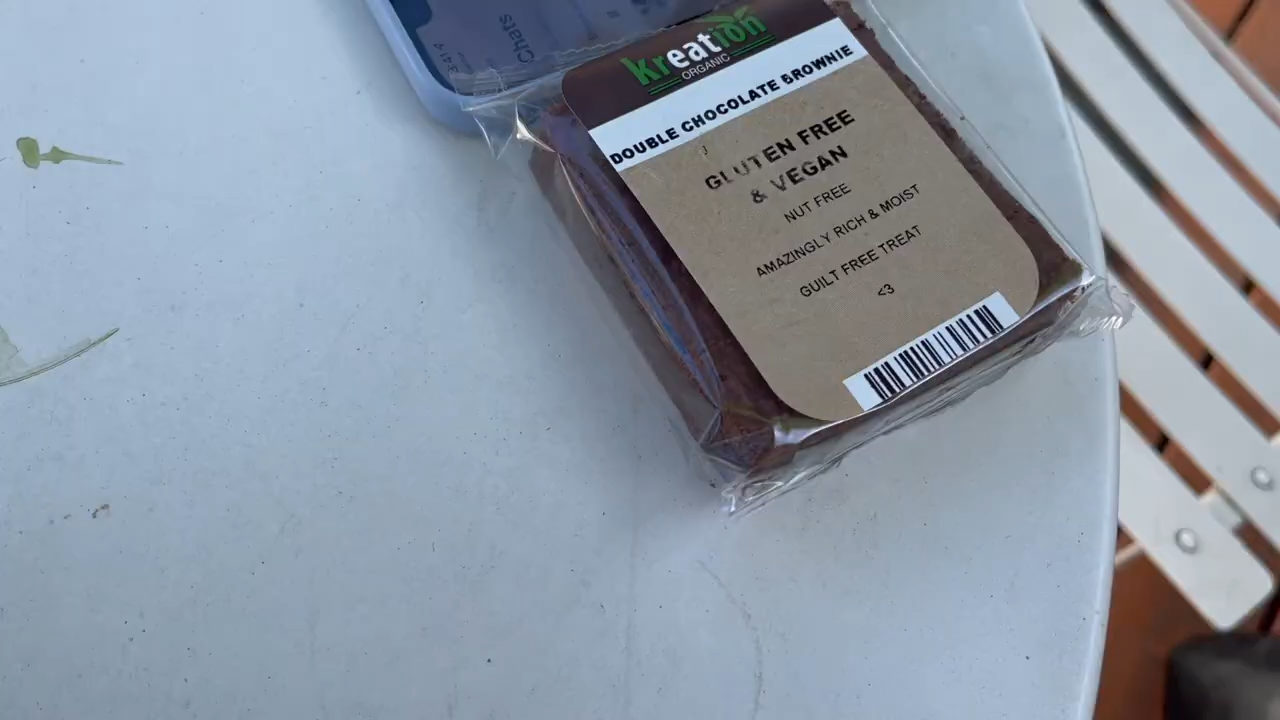 Chats
kreation
ORGANIC
DOUBLE CHOCOLATE BROWNIE
GLUTEN FREE
& VEGAN
NUT FREE
AMAZINGLY RICH & MOIST
GUILT FREE TREAT
<3